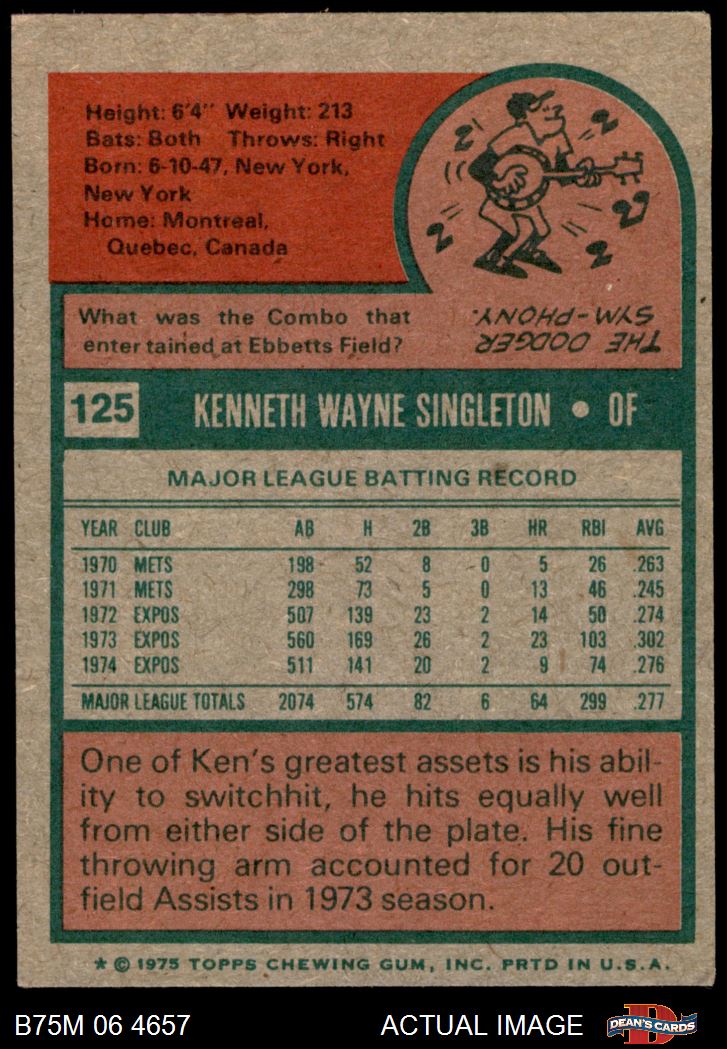 Height: 6'4" Weight: 213
Bats: Both Throws: Right
Born: 6-10-47, New York,
New York
Home: Montreal,
Quebec, Canada
What was the Combo that
entertained at Ebbetts Field?
THE DODGER
SYM-PHONY.
125 KENNETH WAYNE SINGLETON • OF
MAJOR LEAGUE BATTING RECORD
YEAR CLUB AB H 2B 3B HR RBI AVG
1970 METS 198 52 8 0 5 26 .263
1971 METS 298 73 5 0 13 46 .245
1972 EXPOS 507 139 23 2 14 50 .274
1973 EXPOS 560 169 26 2 23 103 .302
1974 EXPOS 511 141 20 2 9 74 .276
MAJOR LEAGUE TOTALS 2074 574 82 6 64 299 .277
One of Ken's greatest assets is his abil-
ity to switchhit, he hits equally well
from either side of the plate. His fine
throwing arm accounted for 20 out-
field Assists in 1973 season.
* © 1975 TOPPS CHEWING GUM, INC. PRTD IN U.S.A.
B75M 06 4657 ACTUAL IMAGE D DEAN'S CARDS